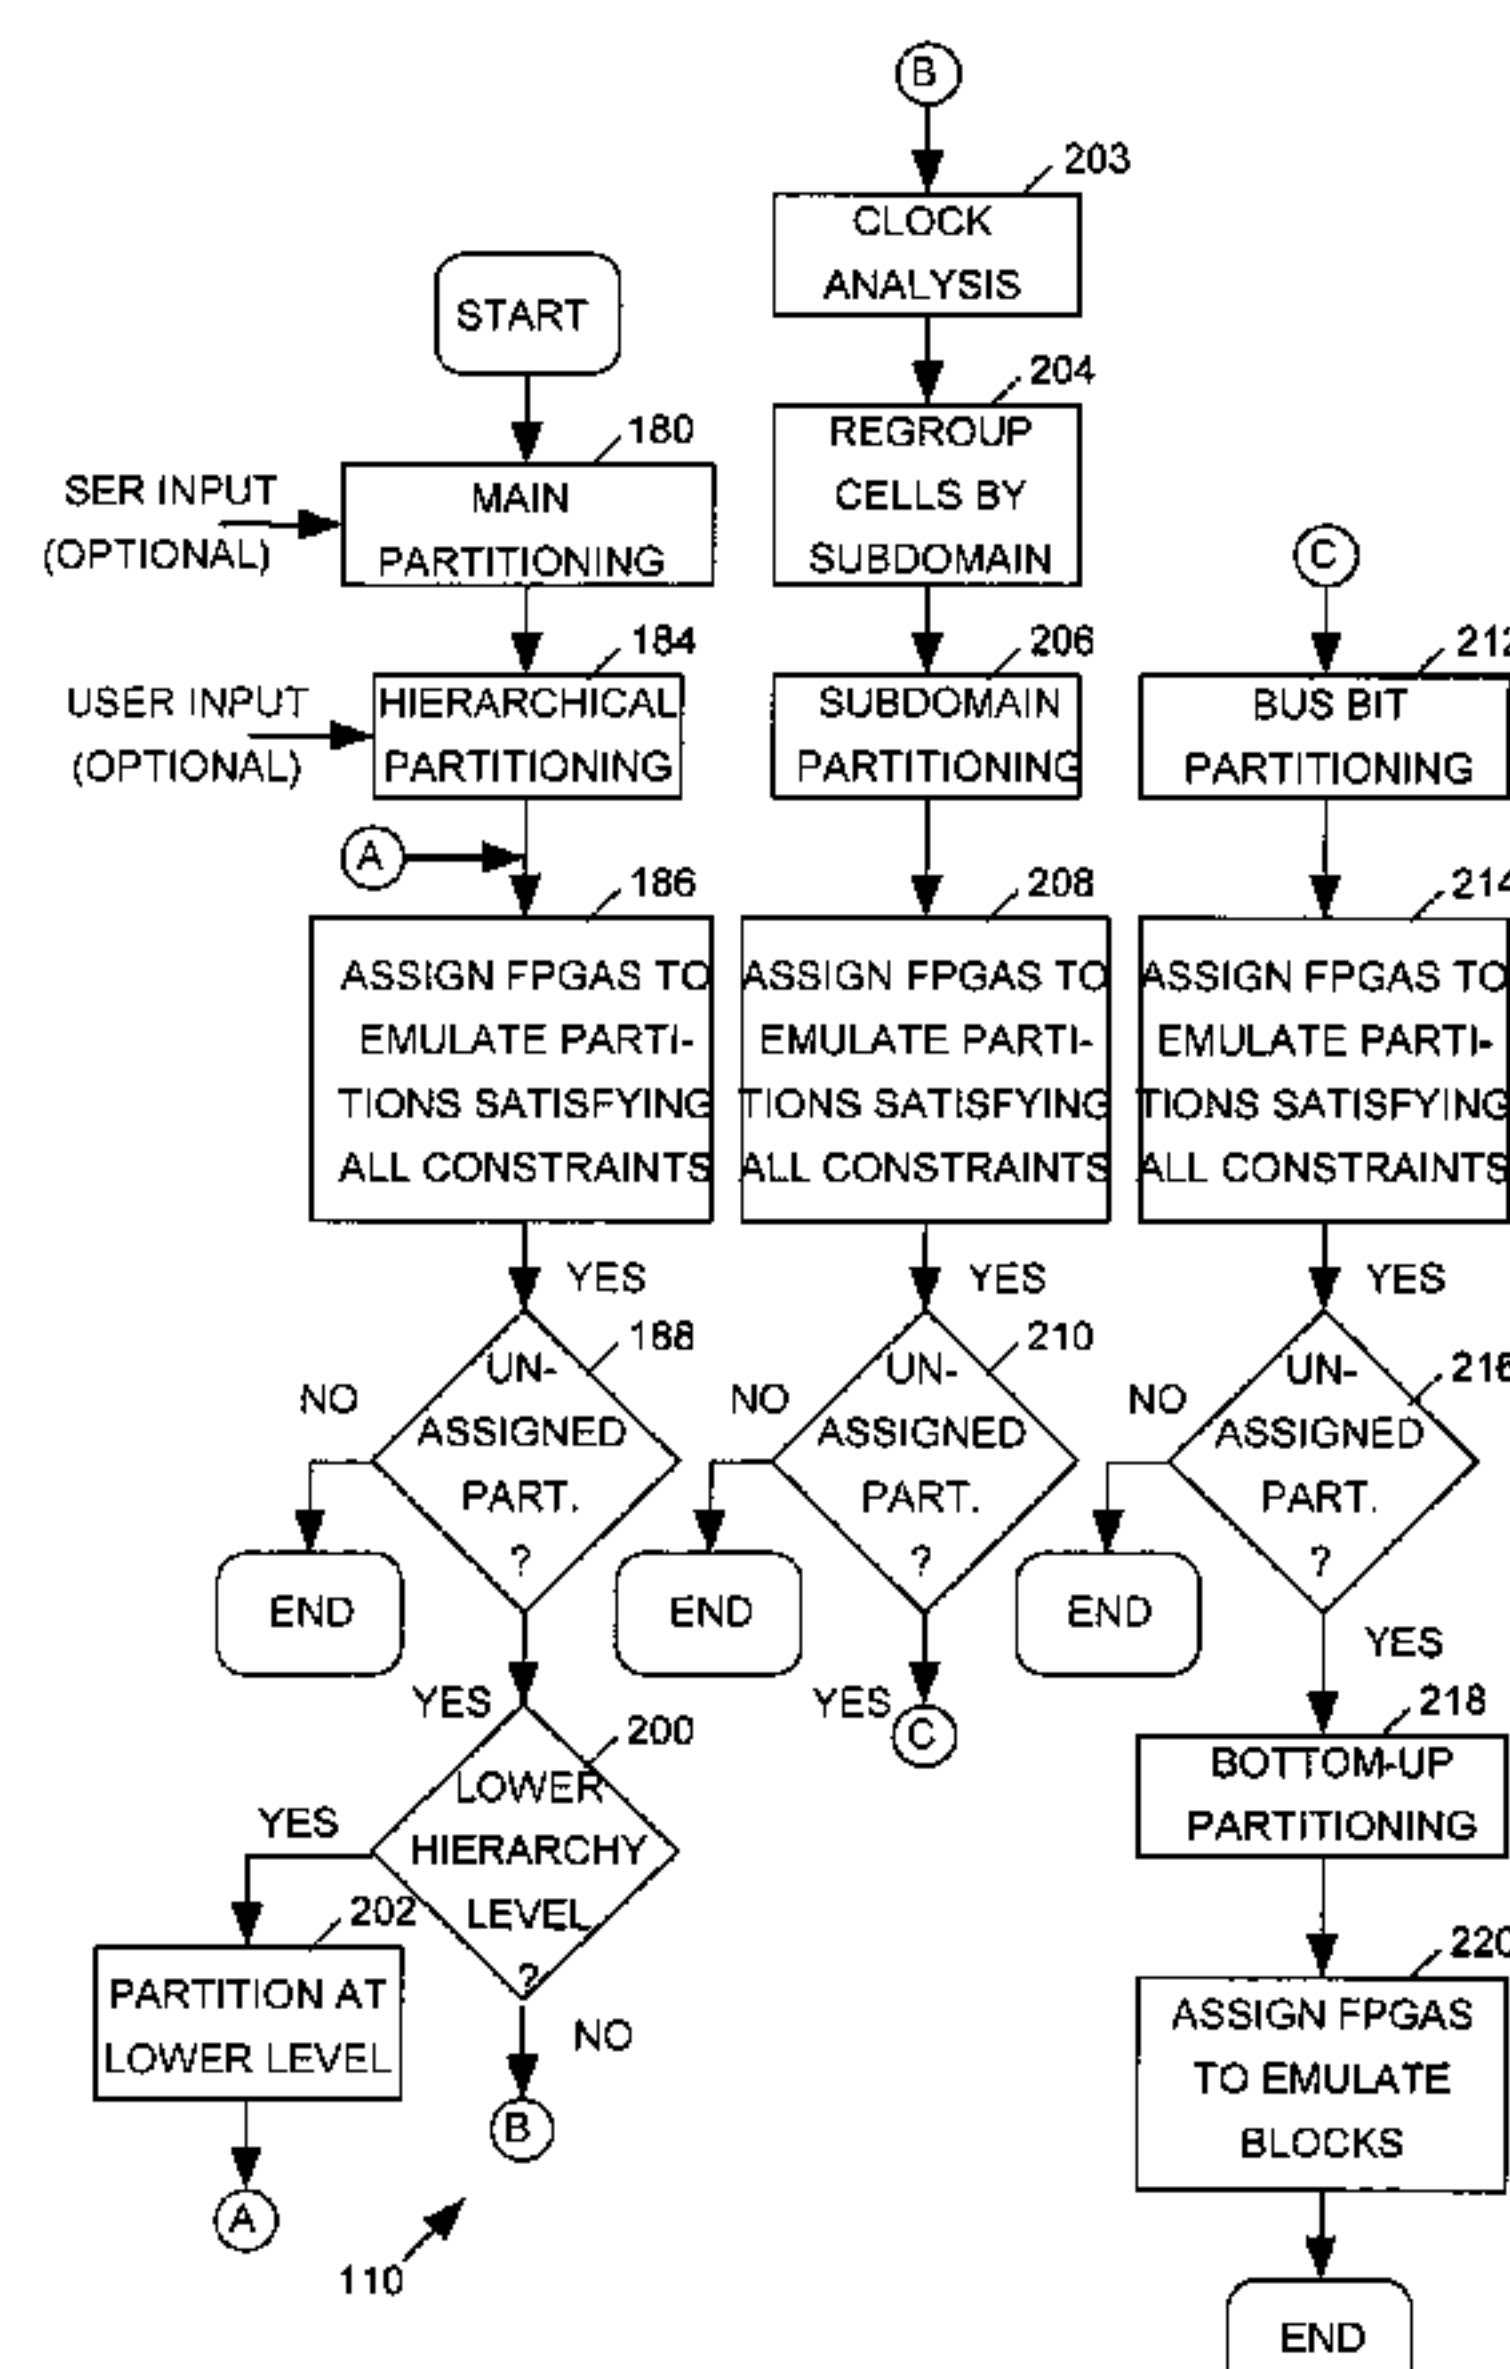 START
180
SER INPUT
(OPTIONAL)
MAIN
PARTITIONING
184
USER INPUT
(OPTIONAL)
HIERARCHICAL
PARTITIONING
A
186
ASSIGN FPGAS TO
EMULATE PARTI-
TIONS SATISFYING
ALL CONSTRAINTS
YES
188
UN-
ASSIGNED
PART.
?
NO
END
YES
200
LOWER
HIERARCHY
LEVEL
?
YES
202
PARTITION AT
LOWER LEVEL
A
NO
B
110
B
203
CLOCK
ANALYSIS
204
REGROUP
CELLS BY
SUBDOMAIN
206
SUBDOMAIN
PARTITIONING
208
ASSIGN FPGAS TO
EMULATE PARTI-
TIONS SATISFYING
ALL CONSTRAINTS
YES
210
UN-
ASSIGNED
PART.
?
NO
END
YES
C
C
212
BUS BIT
PARTITIONING
214
ASSIGN FPGAS TO
EMULATE PARTI-
TIONS SATISFYING
ALL CONSTRAINTS
YES
216
UN-
ASSIGNED
PART.
?
NO
END
YES
218
BOTTOM-UP
PARTITIONING
220
ASSIGN FPGAS
TO EMULATE
BLOCKS
END